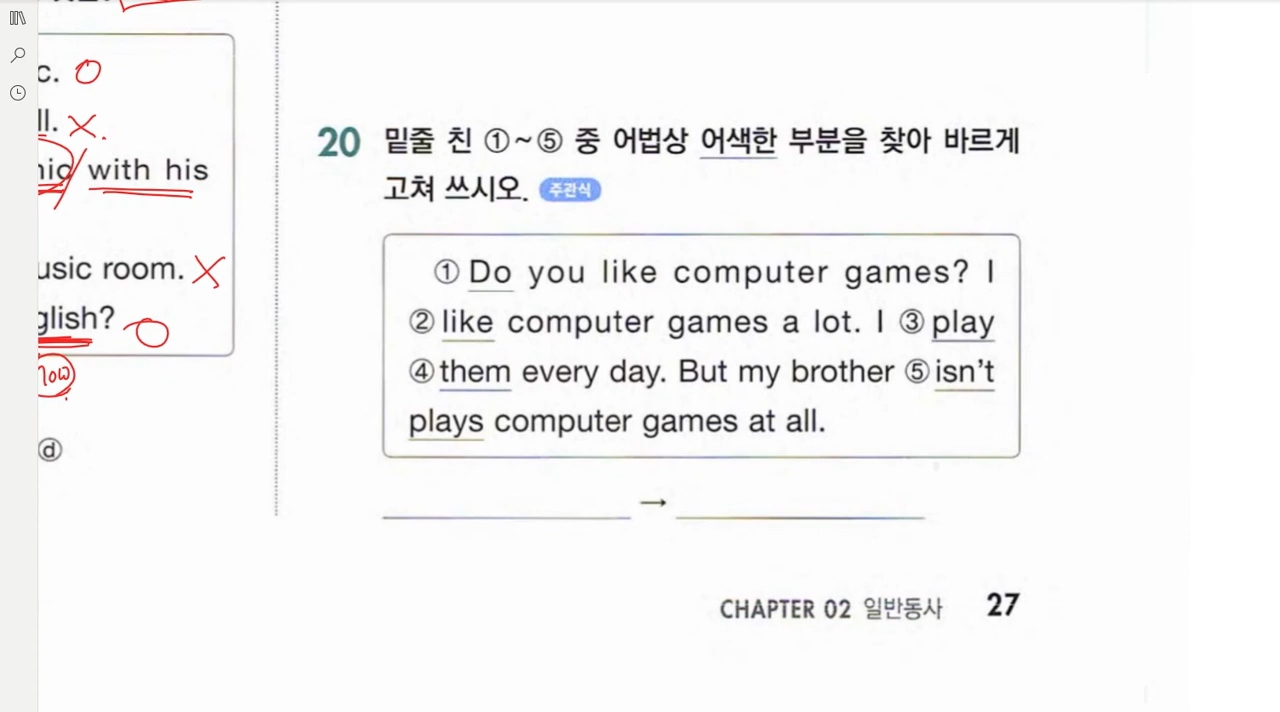 c. O
ll. X.
with his
usic room. X
glish? O
now
ⓓ
20 밑줄 친 ①~⑤ 중 어법상 어색한 부분을 찾아 바르게
고쳐 쓰시오. 주관식
① Do you like computer games? I
② like computer games a lot. I ③ play
④ them every day. But my brother ⑤ isn't
plays computer games at all.
→
CHAPTER 02 일반동사 27